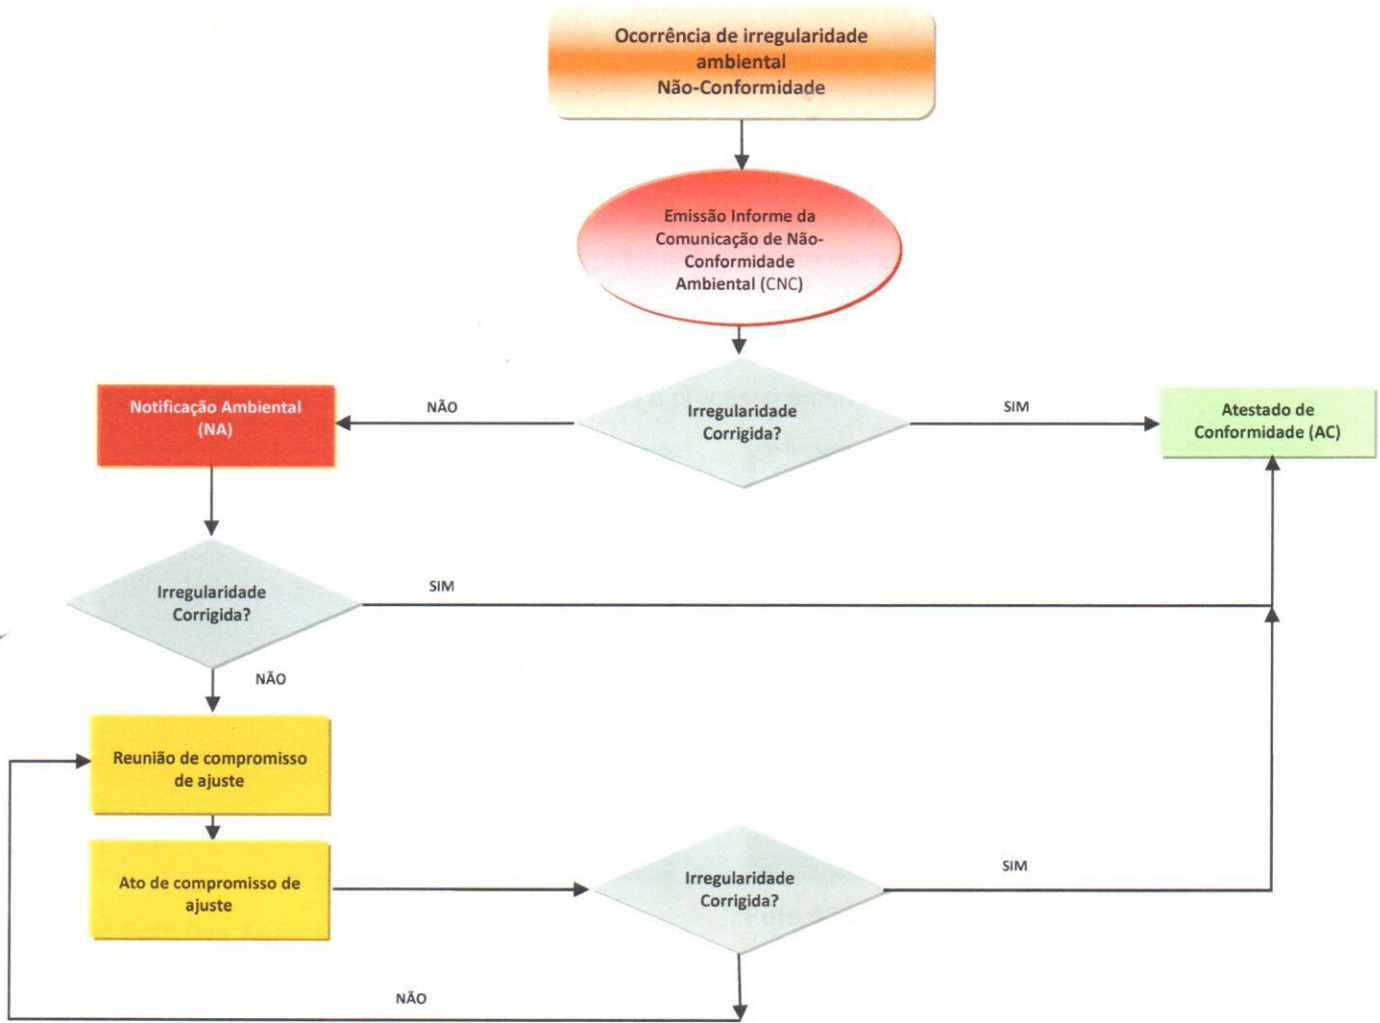 Ocorrência de irregularidade
ambiental
Não-Conformidade
Emissão Informe da
Comunicação de Não-
Conformidade
Ambiental (CNC)
Notificação Ambiental
(NA)
NÃO
Irregularidade
Corrigida?
SIM
Atestado de
Conformidade (AC)
Irregularidade
Corrigida?
SIM
NÃO
Reunião de compromisso
de ajuste
Ato de compromisso de
ajuste
Irregularidade
Corrigida?
SIM
NÃO